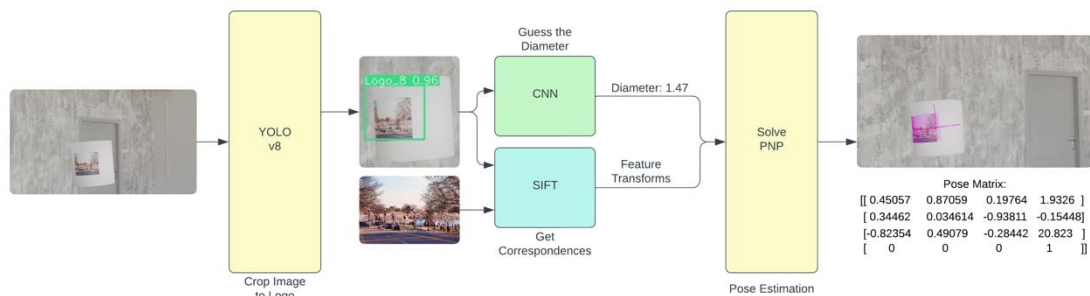 YOLO
v8
Crop Image
to Logo
Logo_8 0.96
Guess the
Diameter
CNN
SIFT
Get
Correspondences
Diameter: 1.47
Feature
Transforms
Solve
PNP
Pose Estimation
Pose Matrix:
[[ 0.45057 0.87059 0.19764 1.9326 ]
[ 0.34462 0.034614 -0.93811 -0.15448]
[-0.82354 0.49079 -0.28442 20.823 ]
[ 0 0 0 1 ]]